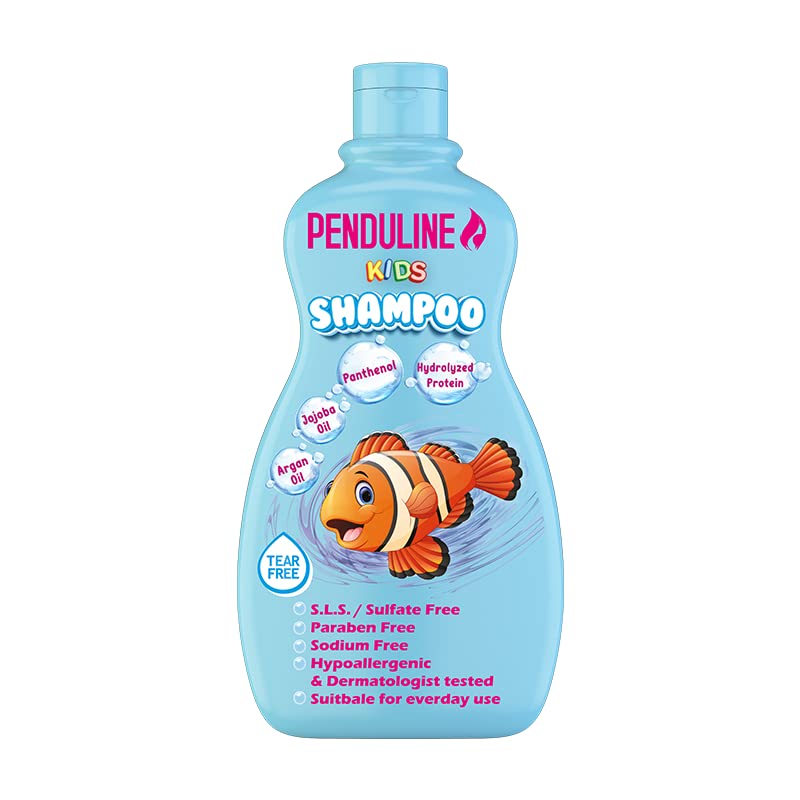 PENDULINE
KIDS
SHAMPOO
Panthenol
Hydrolyzed
Protein
Jojoba
Oil
Argan
Oil
TEAR
FREE
S.L.S. / Sulfate Free
Paraben Free
Sodium Free
Hypoallergenic
& Dermatologist tested
Suitbale for everday use